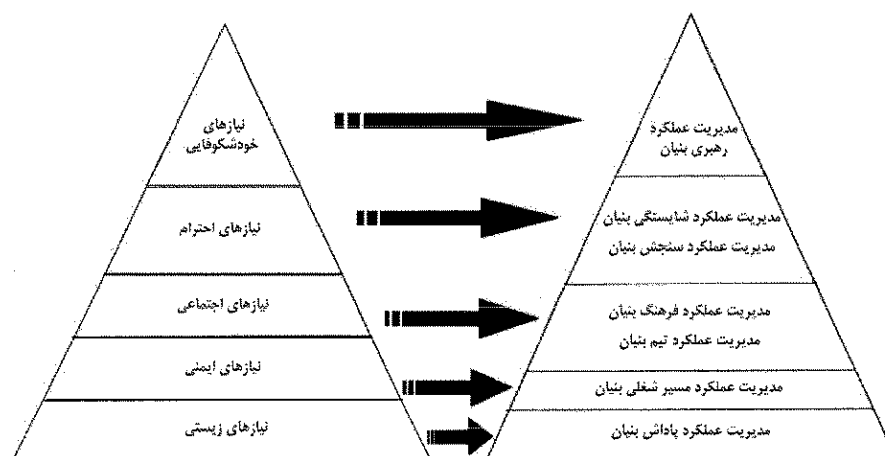 نیازهای
خودشکوفایی
نیازهای احترام
نیازهای اجتماعی
نیازهای ایمنی
نیازهای زیستی
مدیریت عملکرد
رهبری بنیان
مدیریت عملکرد شایستگی بنیان
مدیریت عملکرد سنجش بنیان
مدیریت عملکرد فرهنگ بنیان
مدیریت عملکرد تیم بنیان
مدیریت عملکرد مسیر شغلی بنیان
مدیریت عملکرد پاداش بنیان